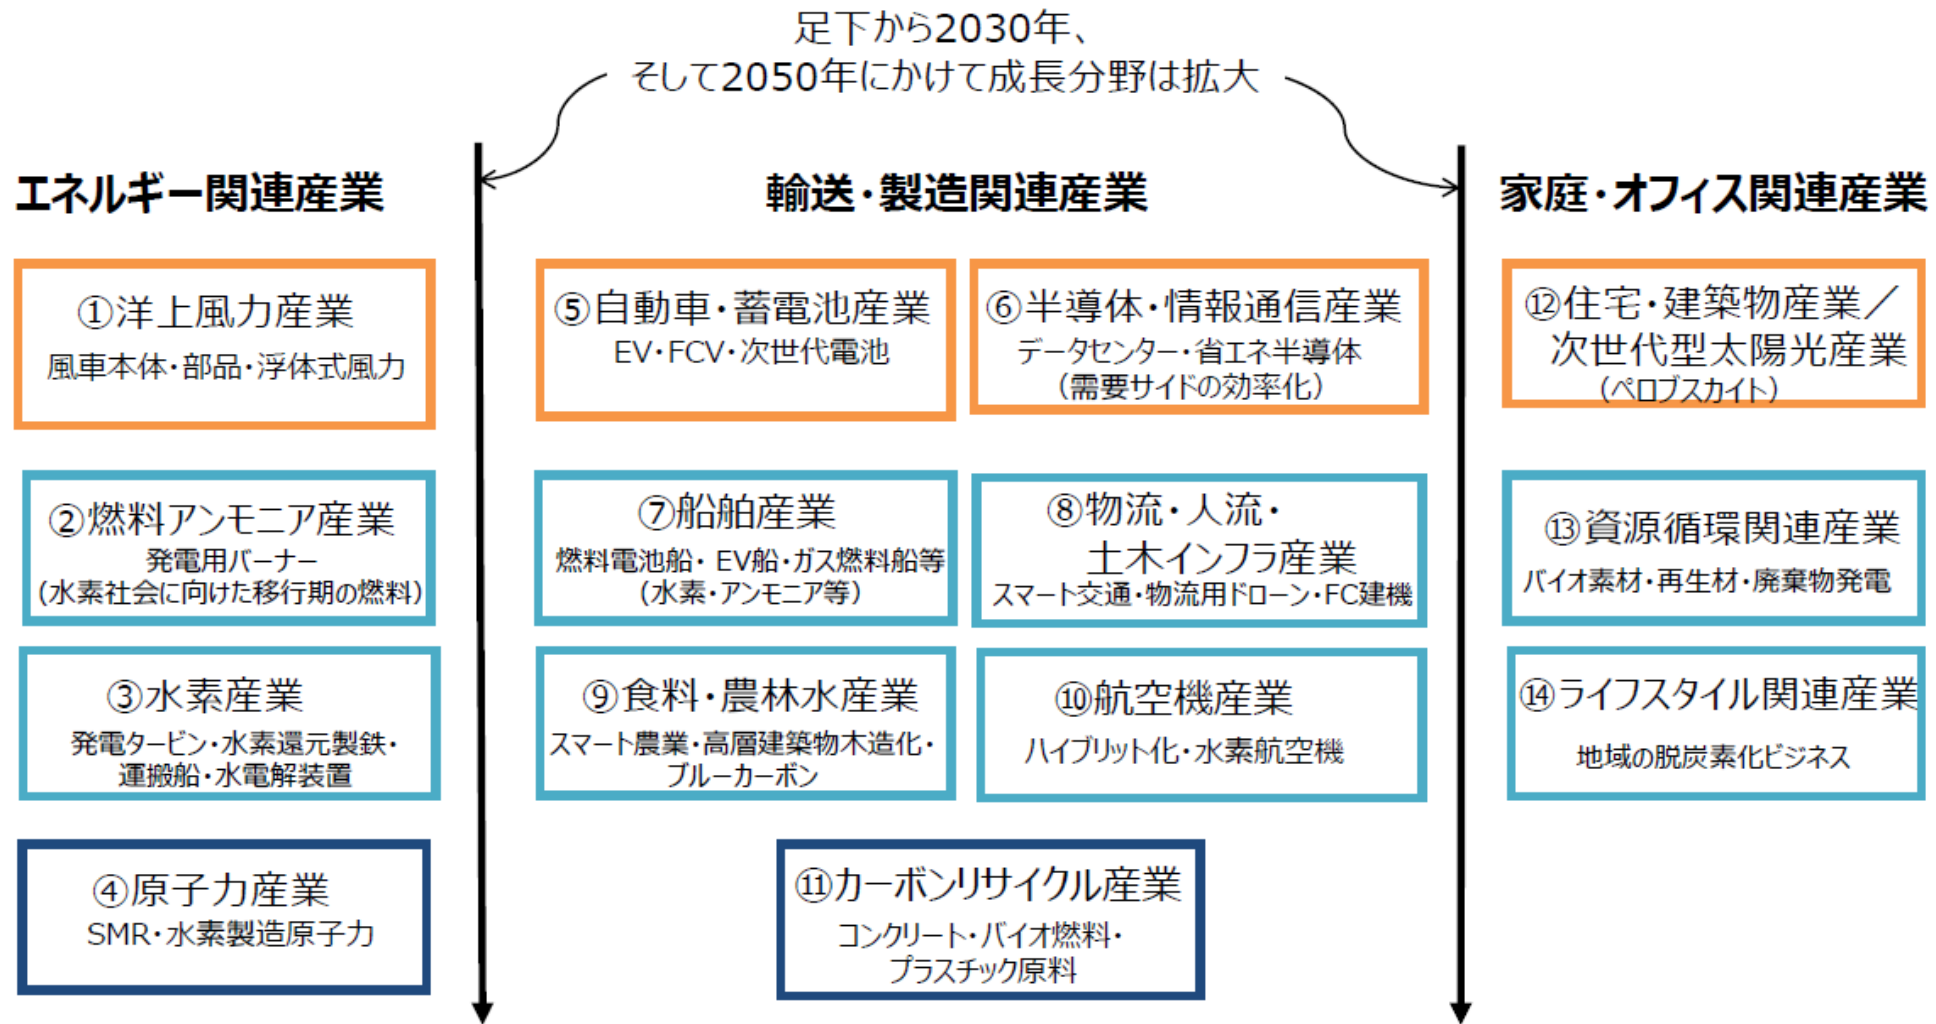 足下から2030年、
そして2050年にかけて成長分野は拡大
エネルギー関連産業
輸送・製造関連産業
家庭・オフィス関連産業
①洋上風力産業
風車本体・部品・浮体式風力
⑤自動車・蓄電池産業
EV・FCV・次世代電池
⑥半導体・情報通信産業
データセンター・省エネ半導体
（需要サイドの効率化）
⑫住宅・建築物産業／
次世代型太陽光産業
（ペロブスカイト）
②燃料アンモニア産業
発電用バーナー
（水素社会に向けた移行期の燃料）
⑦船舶産業
燃料電池船・EV船・ガス燃料船等
（水素・アンモニア等）
⑧物流・人流・
土木インフラ産業
スマート交通・物流用ドローン・FC建機
⑬資源循環関連産業
バイオ素材・再生材・廃棄物発電
③水素産業
発電タービン・水素還元製鉄・
運搬船・水電解装置
⑨食料・農林水産業
スマート農業・高層建築物木造化・
ブルーカーボン
⑩航空機産業
ハイブリット化・水素航空機
⑭ライフスタイル関連産業
地域の脱炭素化ビジネス
④原子力産業
SMR・水素製造原子力
⑪カーボンリサイクル産業
コンクリート・バイオ燃料・
プラスチック原料